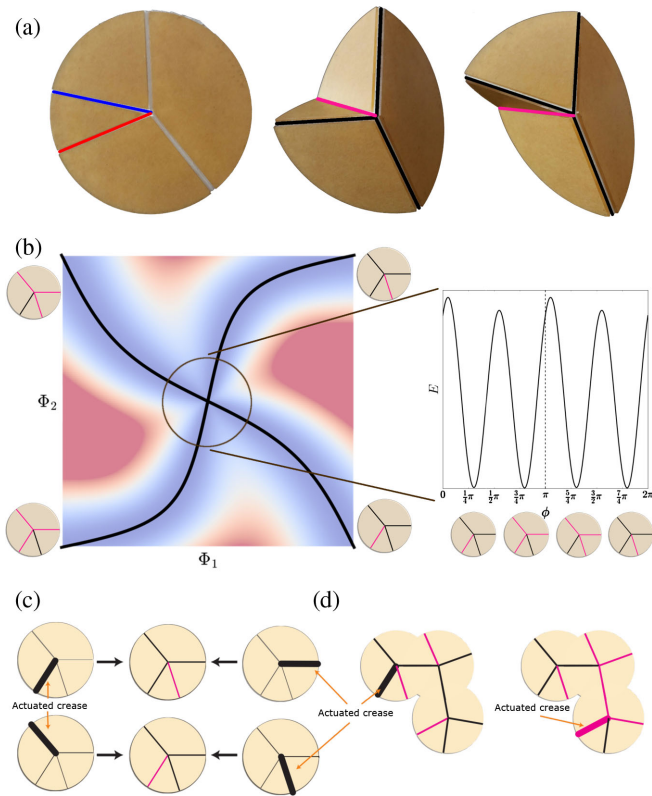 (a)
(b)
Φ₂
Φ₁
E
0 1/4π 1/2π 3/4π π 5/4π 3/2π 7/4π 2π
ϕ
(c)
(d)
Actuated crease
Actuated crease
Actuated crease